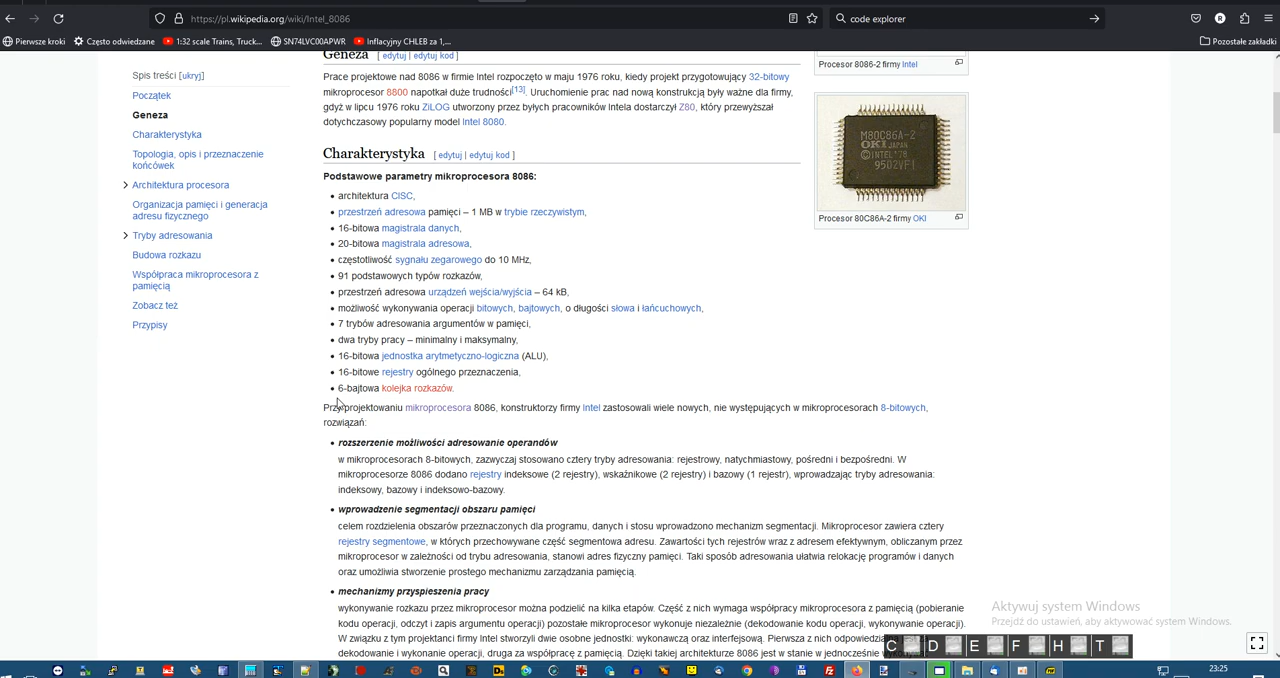 https://pl.wikipedia.org/wiki/Intel_8086
code explorer
Pierwsze kroki
Często odwiedzane
1:32 scale Trains, Truck...
SN74LVC00APWR
Inflacyjny CHLEB za 1,...
Pozostałe zakładki
Spis treści [ukryj]
Początek
Geneza
Charakterystyka
Topologia, opis i przeznaczenie
końcówek
Architektura procesora
Organizacja pamięci i generacja
adresu fizycznego
Tryby adresowania
Budowa rozkazu
Współpraca mikroprocesora z
pamięcią
Zobacz też
Przypisy
Geneza [ edytuj | edytuj kod ]
Prace projektowe nad 8086 w firmie Intel rozpoczęto w maju 1976 roku, kiedy projekt przygotowujący 32-bitowy
mikroprocesor 8800 napotkał duże trudności[13]. Uruchomienie prac nad nową konstrukcją były ważne dla firmy,
gdyż w lipcu 1976 roku ZiLOG utworzony przez byłych pracowników Intela dostarczył Z80, który przewyższał
dotychczasowy popularny model Intel 8080.
Charakterystyka [ edytuj | edytuj kod ]
Podstawowe parametry mikroprocesora 8086:
architektura CISC,
przestrzeń adresowa pamięci – 1 MB w trybie rzeczywistym,
16-bitowa magistrala danych,
20-bitowa magistrala adresowa,
częstotliwość sygnału zegarowego do 10 MHz,
91 podstawowych typów rozkazów,
przestrzeń adresowa urządzeń wejścia/wyjścia – 64 kB,
możliwość wykonywania operacji bitowych, bajtowych, o długości słowa i łańcuchowych,
7 trybów adresowania argumentów w pamięci,
dwa tryby pracy – minimalny i maksymalny,
16-bitowa jednostka arytmetyczno-logiczna (ALU),
16-bitowe rejestry ogólnego przeznaczenia,
6-bajtowa kolejka rozkazów.
Przy projektowaniu mikroprocesora 8086, konstruktorzy firmy Intel zastosowali wiele nowych, nie występujących w mikroprocesorach 8-bitowych,
rozwiązań:
rozszerzenie możliwości adresowanie operandów
w mikroprocesorach 8-bitowych, zazwyczaj stosowano cztery tryby adresowania: rejestrowy, natychmiastowy, pośredni i bezpośredni. W
mikroprocesorze 8086 dodano rejestry indeksowe (2 rejestry), wskaźnikowe (2 rejestry) i bazowy (1 rejestr), wprowadzając tryby adresowania:
indeksowy, bazowy i indeksowo-bazowy.
wprowadzenie segmentacji obszaru pamięci
celem rozdzielenia obszarów przeznaczonych dla programu, danych i stosu wprowadzono mechanizm segmentacji. Mikroprocesor zawiera cztery
rejestry segmentowe, w których przechowywane część segmentowa adresu. Zawartości tych rejestrów wraz z adresem efektywnym, obliczanym przez
mikroprocesor w zależności od trybu adresowania, stanowi adres fizyczny pamięci. Taki sposób adresowania ułatwia relokację programów i danych
oraz umożliwia stworzenie prostego mechanizmu zarządzania pamięcią.
mechanizmy przyspieszenia pracy
wykonywanie rozkazu przez mikroprocesor można podzielić na kilka etapów. Część z nich wymaga współpracy mikroprocesora z pamięcią (pobieranie
kodu operacji, odczyt i zapis argumentu operacji) pozostałe mikroprocesor wykonuje niezależnie (dekodowanie kodu operacji, wykonywanie operacji).
W związku z tym projektanci firmy Intel stworzyli dwie osobne jednostki: wykonawczą oraz interfejsową. Pierwsza z nich odpowiedzialna jest za
dekodowanie i wykonanie operacji, druga za współpracę z pamięcią. Dzięki takiej architekturze 8086 jest w stanie w jednocześnie
Procesor 8086-2 firmy Intel
M80C86A-2
OKI JAPAN
©INTEL'78
9502VF1
Procesor 80C86A-2 firmy OKI
Aktywuj system Windows
Przejdź do ustawień, aby aktywować system Windows.
C D E F H T
23:25